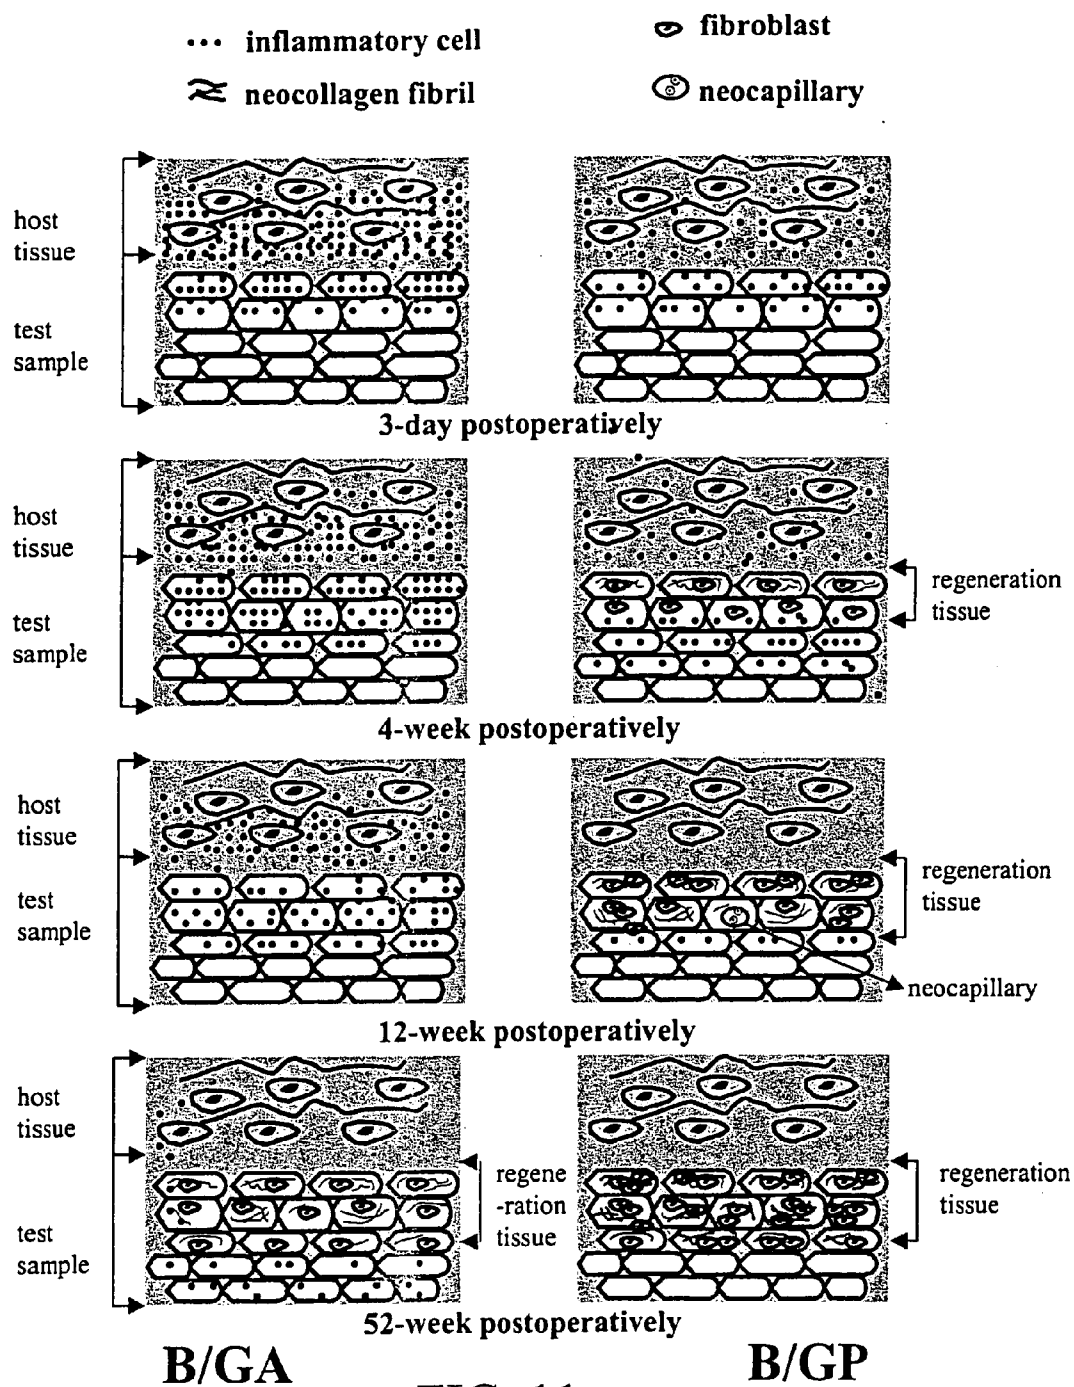 inflammatory cell
fibroblast
neocollagen fibril
neocapillary
host
tissue
test
sample
3-day postoperatively
host
tissue
test
sample
regeneration
tissue
4-week postoperatively
host
tissue
test
sample
regeneration
tissue
neocapillary
12-week postoperatively
host
tissue
test
sample
regene
-ration
tissue
regeneration
tissue
52-week postoperatively
B/GA
B/GP